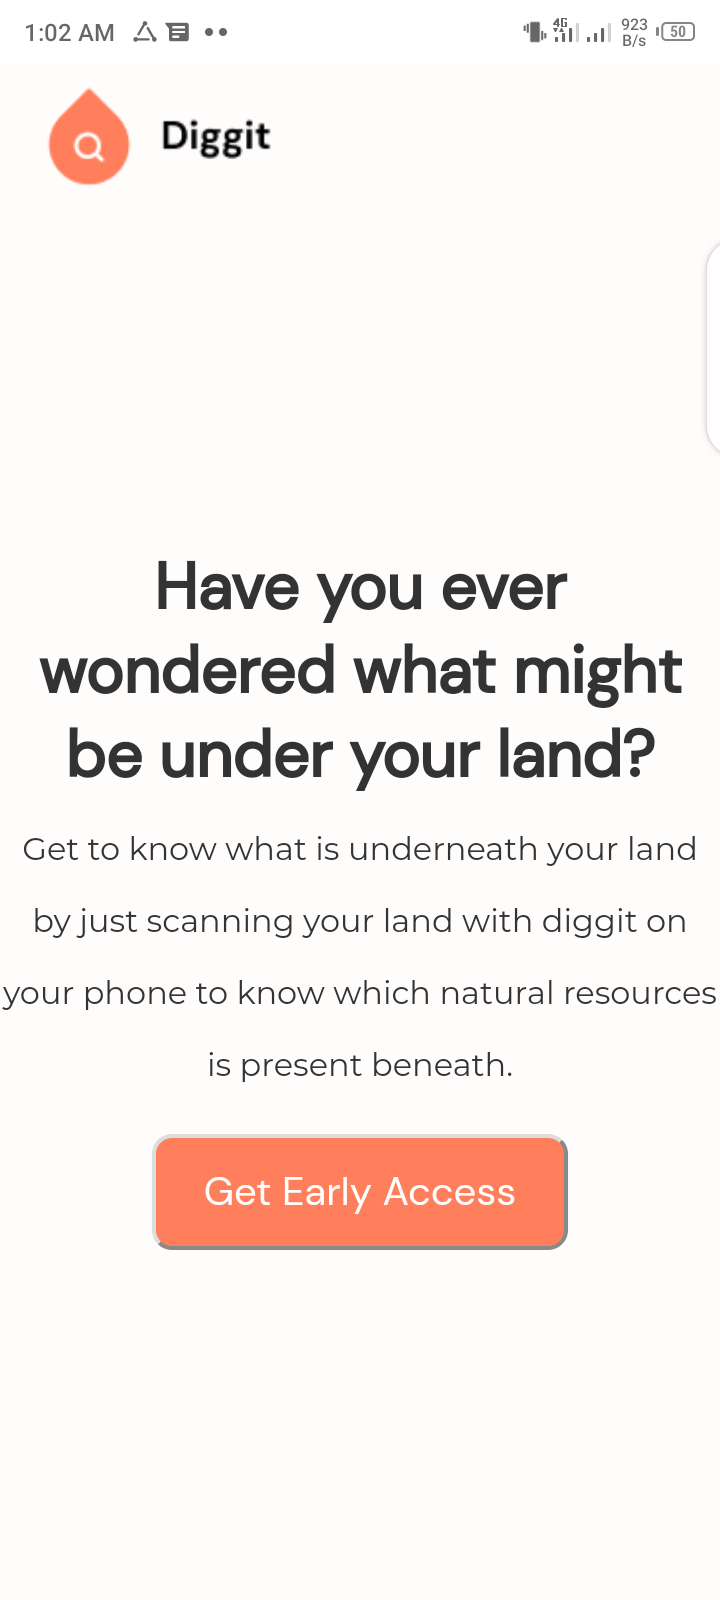 1:02 AM
4G
923
B/s
50
Diggit
Have you ever
wondered what might
be under your land?
Get to know what is underneath your land
by just scanning your land with diggit on
your phone to know which natural resources
is present beneath.
Get Early Access